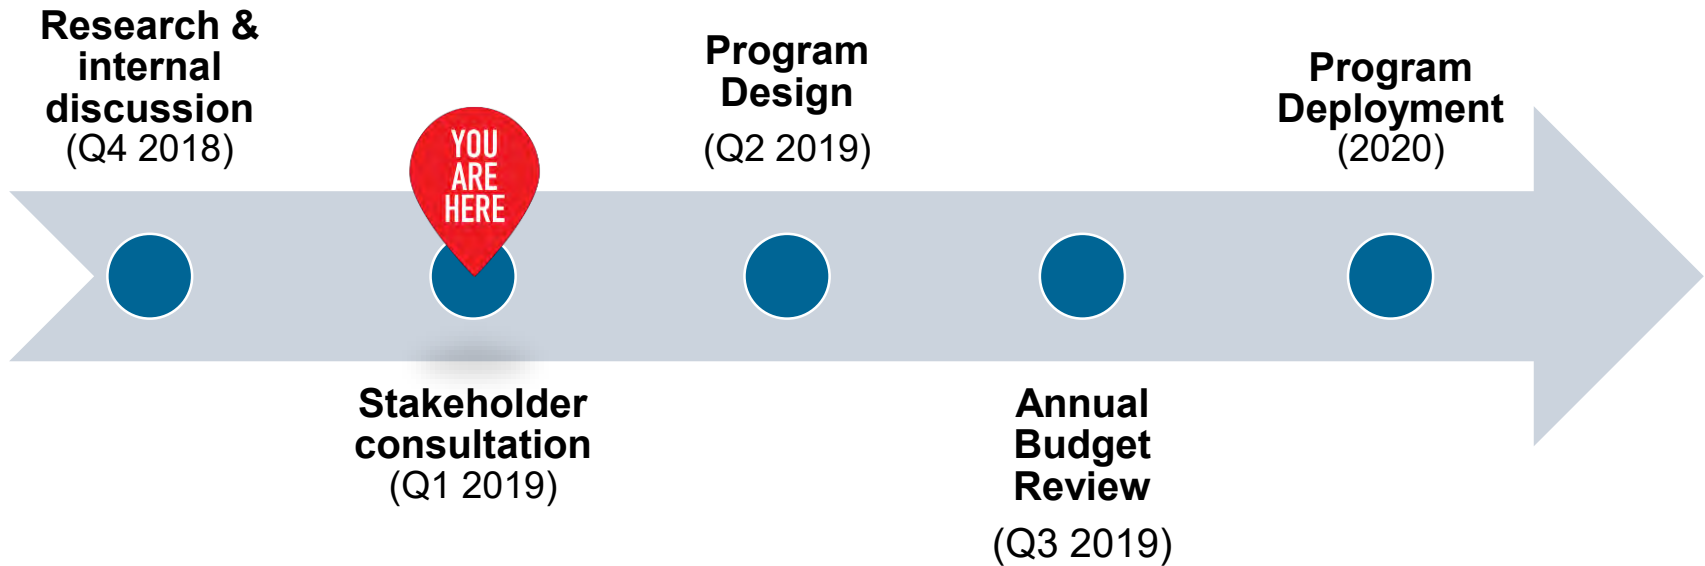 Research &
internal
discussion
(Q4 2018)
YOU
ARE
HERE
Stakeholder
consultation
(Q1 2019)
Program
Design
(Q2 2019)
Annual
Budget
Review
(Q3 2019)
Program
Deployment
(2020)